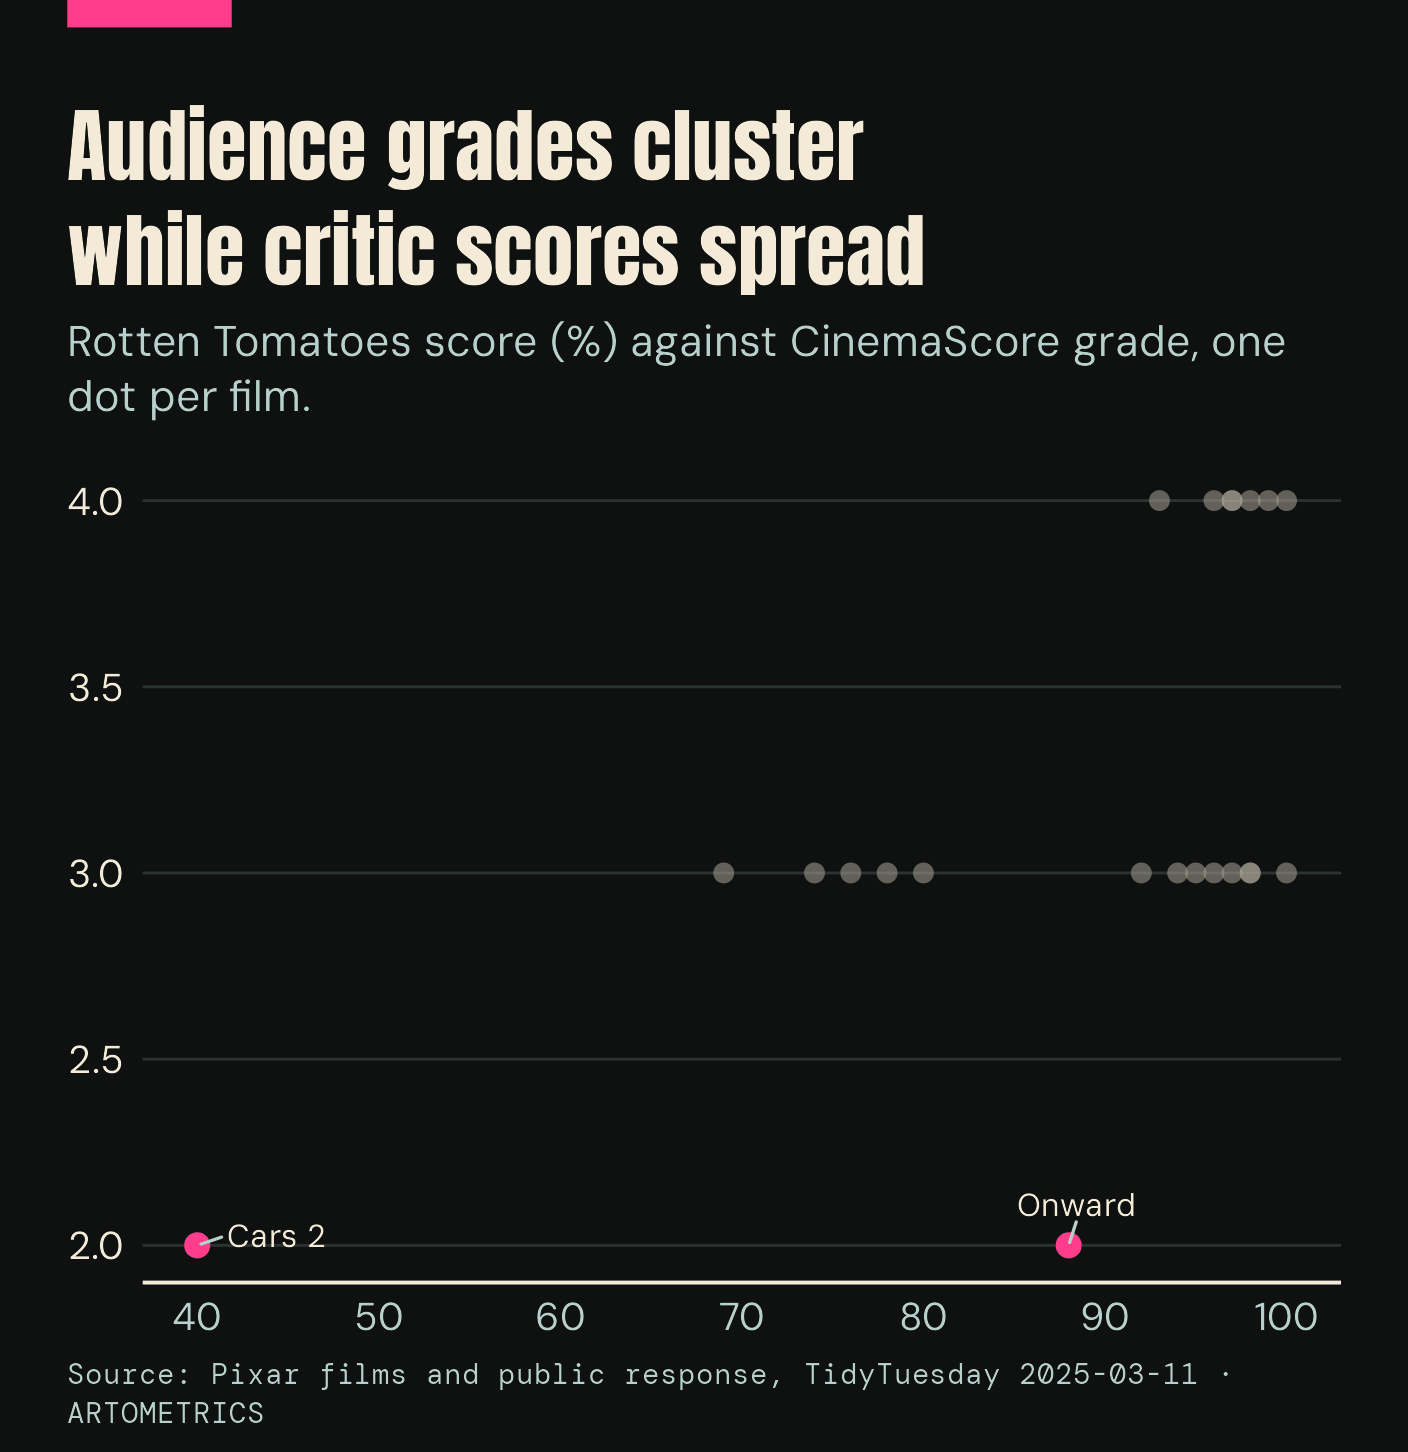 Audience grades cluster
while critic scores spread
Rotten Tomatoes score (%) against CinemaScore grade, one
dot per film.
4.0
3.5
3.0
2.5
2.0
Cars 2
Onward
40 50 60 70 80 90 100
Source: Pixar films and public response, TidyTuesday 2025-03-11 ·
ARTOMETRICS